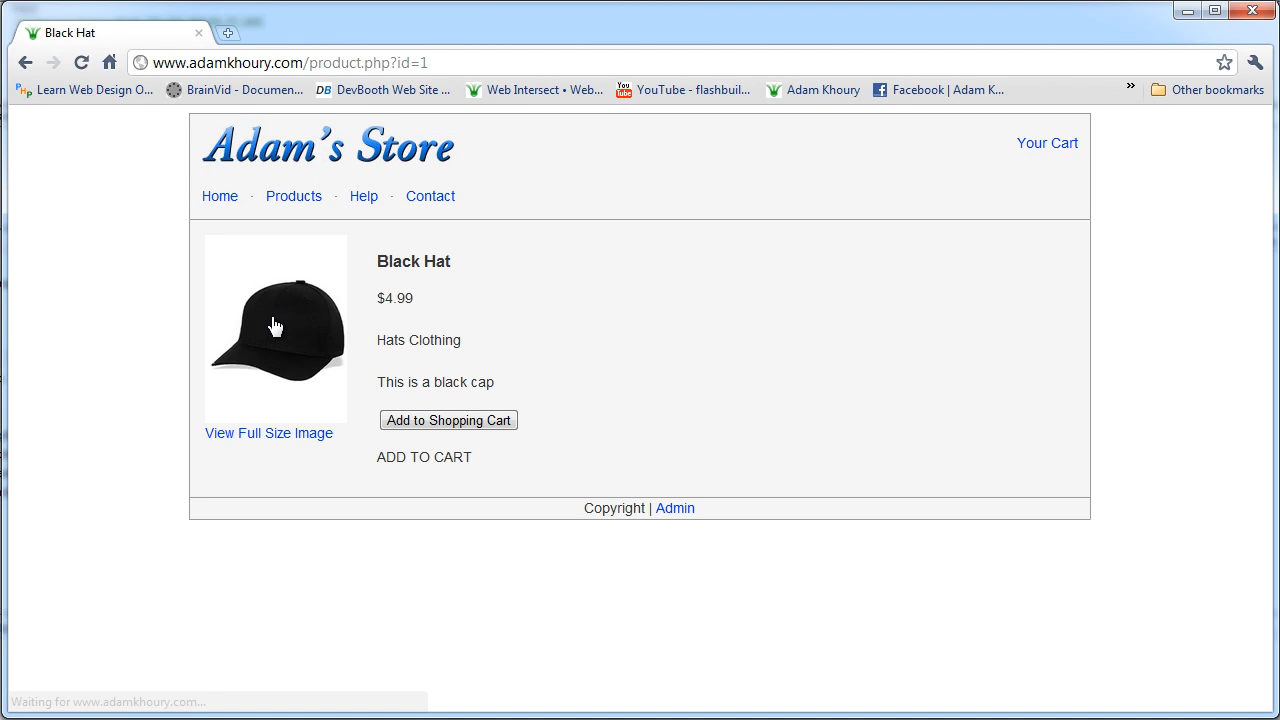 Black Hat
www.adamkhoury.com/product.php?id=1
PHP Learn Web Design O... BrainVid - Documen... DB DevBooth Web Site ... Web Intersect • Web... You Tube YouTube - flashbuil... Adam Khoury Facebook | Adam K... » Other bookmarks
Adam's Store
Your Cart
Home · Products · Help · Contact
Black Hat
$4.99
Hats Clothing
This is a black cap
Add to Shopping Cart
View Full Size Image
ADD TO CART
Copyright | Admin
Waiting for www.adamkhoury.com...